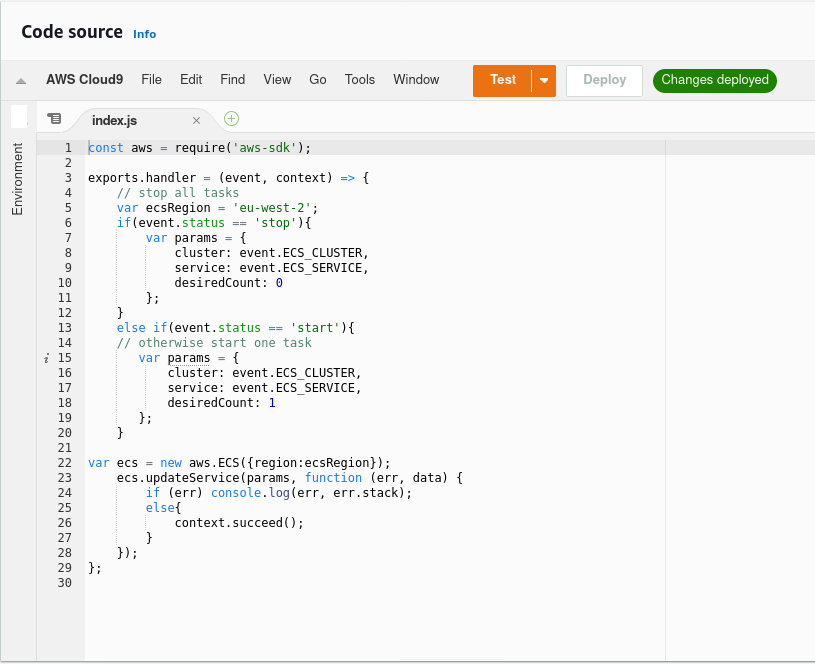 Code source Info
AWS Cloud9 File Edit Find View Go Tools Window Test Deploy Changes deployed
index.js
Environment
1 const aws = require('aws-sdk');
2
3 exports.handler = (event, context) => {
4     // stop all tasks
5     var ecsRegion = 'eu-west-2';
6     if(event.status == 'stop'){
7         var params = {
8             cluster: event.ECS_CLUSTER,
9             service: event.ECS_SERVICE,
10             desiredCount: 0
11         };
12     }
13     else if(event.status == 'start'){
14     // otherwise start one task
i 15        var params = {
16            cluster: event.ECS_CLUSTER,
17            service: event.ECS_SERVICE,
18            desiredCount: 1
19        };
20     }
21
22 var ecs = new aws.ECS({region:ecsRegion});
23     ecs.updateService(params, function (err, data) {
24         if (err) console.log(err, err.stack);
25         else{
26             context.succeed();
27         }
28     });
29 };
30